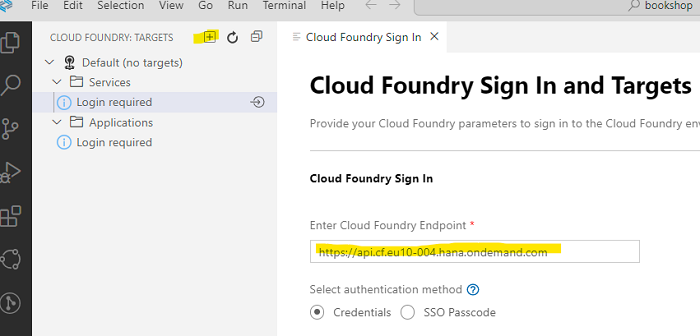 Selection View Go Run Terminal Help
bookshop
CLOUD FOUNDRY: TARGETS
Default (no targets)
Services
Login required
Applications
Login required
Cloud Foundry Sign In
Cloud Foundry Sign In and Targets
Provide your Cloud Foundry parameters to sign in to the Cloud Foundry env
Cloud Foundry Sign In
Enter Cloud Foundry Endpoint *
https://api.cf.eu10-004.hana.ondemand.com
Select authentication method
Credentials SSO Passcode